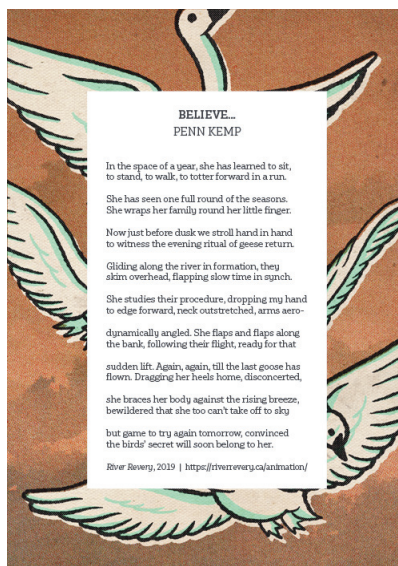 BELIEVE...
PENN KEMP
In the space of a year, she has learned to sit,
to stand, to walk, to totter forward in a run.
She has seen one full round of the seasons.
She wraps her family round her little finger.
Now just before dusk we stroll hand in hand
to witness the evening ritual of geese return.
Gliding along the river in formation, they
skim overhead, flapping slow time in synch.
She studies their procedure, dropping my hand
to edge forward, neck outstretched, arms aero-
dynamically angled. She flaps and flaps along
the bank, following their flight, ready for that
sudden lift. Again, again, till the last goose has
flown. Dragging her heels home, disconcerted,
she braces her body against the rising breeze,
bewildered that she too can't take off to sky
but game to try again tomorrow, convinced
the birds' secret will soon belong to her.
River Revery, 2019 | https://riverrevery.ca/animation/